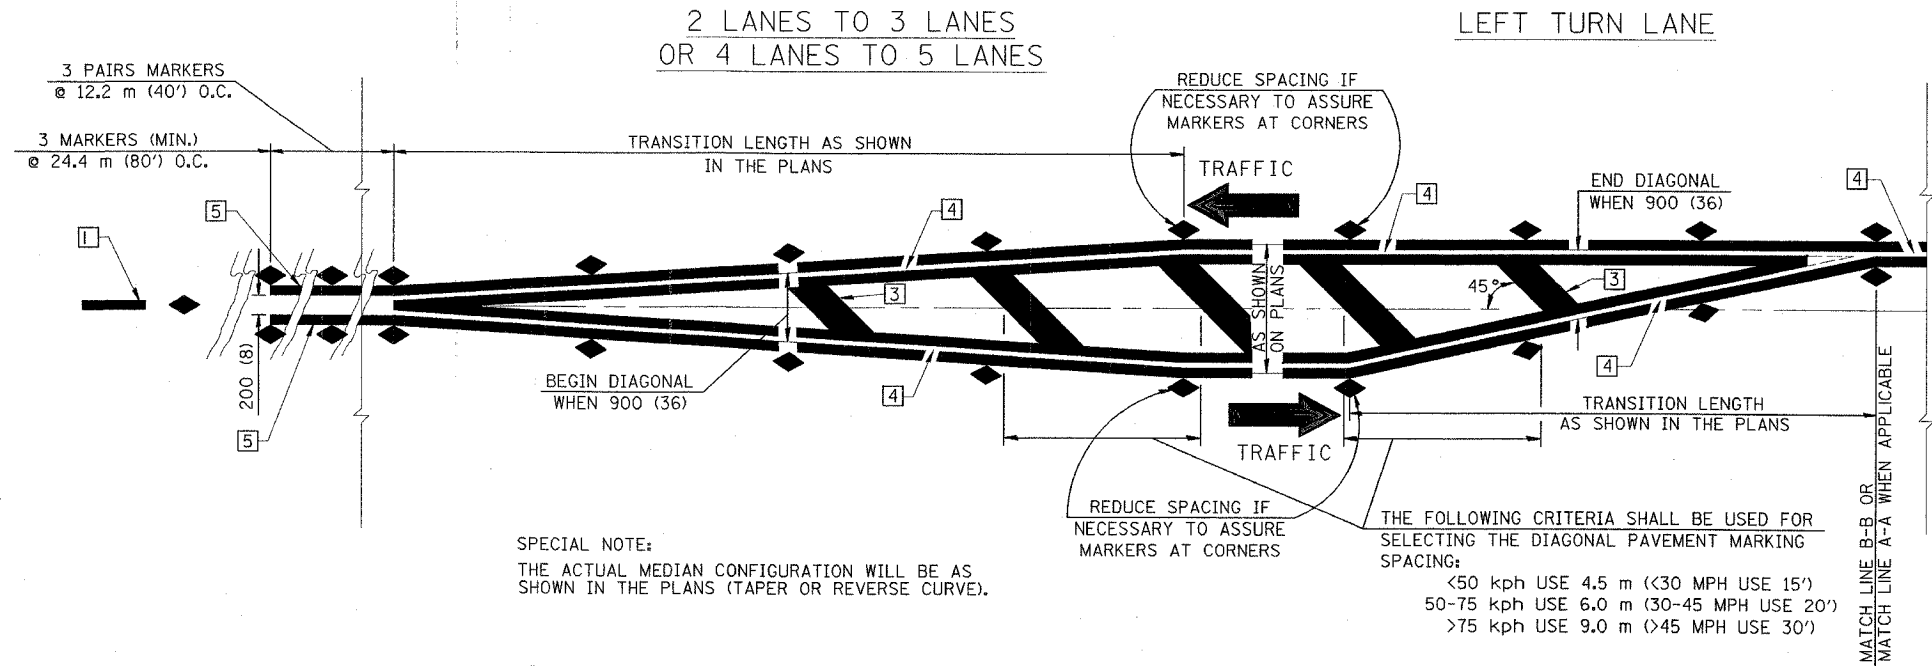 2 LANES TO 3 LANES
OR 4 LANES TO 5 LANES
LEFT TURN LANE
3 PAIRS MARKERS
@ 12.2 m (40') O.C.
3 MARKERS (MIN.)
@ 24.4 m (80') O.C.
TRANSITION LENGTH AS SHOWN
IN THE PLANS
REDUCE SPACING IF
NECESSARY TO ASSURE
MARKERS AT CORNERS
TRAFFIC
END DIAGONAL
WHEN 900 (36)
4
4
4
5
1
3
3
45°
AS SHOWN
ON PLANS
200 (8)
BEGIN DIAGONAL
WHEN 900 (36)
4
4
5
TRANSITION LENGTH
AS SHOWN IN THE PLANS
TRAFFIC
REDUCE SPACING IF
NECESSARY TO ASSURE
MARKERS AT CORNERS
SPECIAL NOTE:
THE ACTUAL MEDIAN CONFIGURATION WILL BE AS
SHOWN IN THE PLANS (TAPER OR REVERSE CURVE).
THE FOLLOWING CRITERIA SHALL BE USED FOR
SELECTING THE DIAGONAL PAVEMENT MARKING
SPACING:
<50 kph USE 4.5 m (<30 MPH USE 15')
50-75 kph USE 6.0 m (30-45 MPH USE 20')
>75 kph USE 9.0 m (>45 MPH USE 30')
MATCH LINE B-B OR
MATCH LINE A-A WHEN APPLICABLE